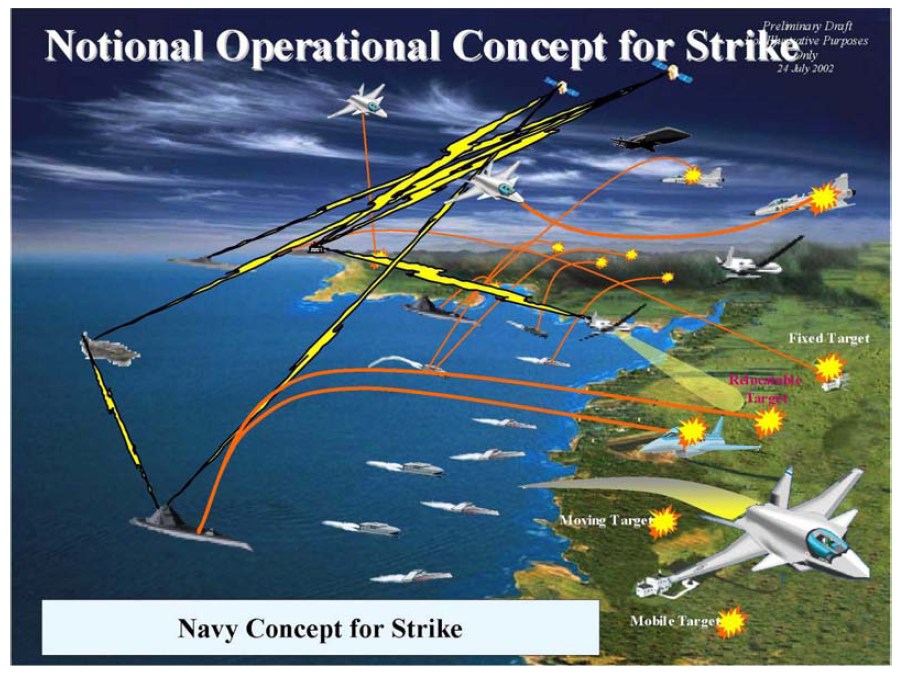 Notional Operational Concept for Strike
Preliminary Draft
Illustrative Purposes
Only
24 July 2002
Fixed Target
Relocatable
Target
Moving Target
Mobile Target
Navy Concept for Strike